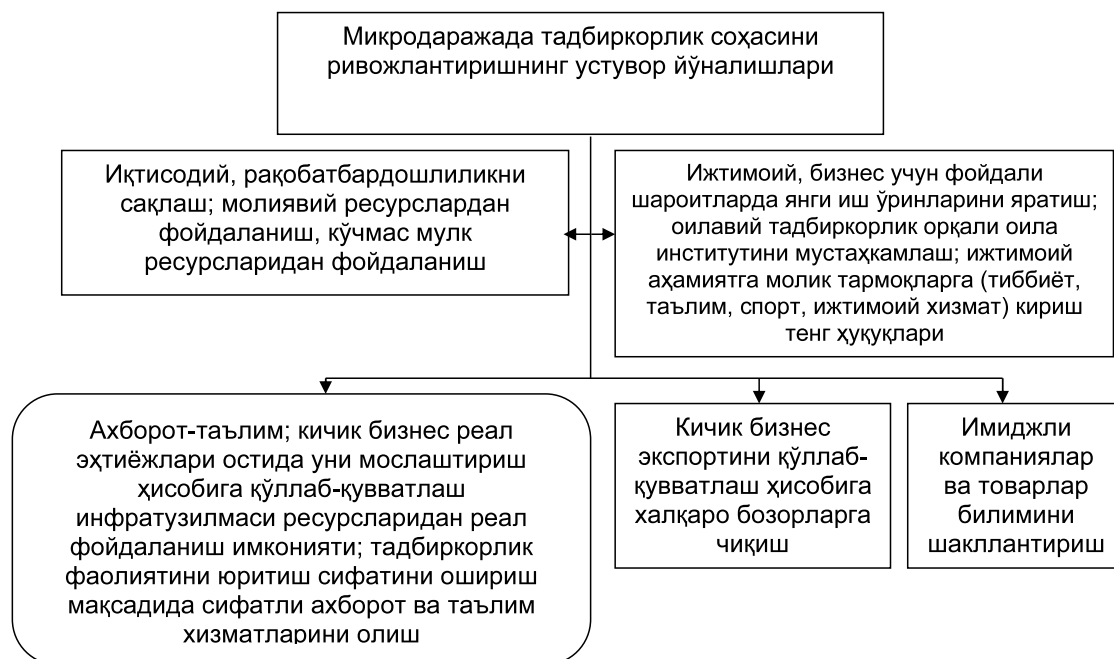 Микродаражада тадбиркорлик соҳасини
ривожлантиришнинг устувор йўналишлари
Иқтисодий, рақобатбардошлиликни
сақлаш; молиявий ресурслардан
фойдаланиш, кўчмас мулк
ресурсларидан фойдаланиш
Ижтимоий, бизнес учун фойдали
шароитларда янги иш ўринларини яратиш;
оилавий тадбиркорлик орқали оила
институтини мустаҳкамлаш; ижтимоий
аҳамиятга молик тармоқларга (тиббиёт,
таълим, спорт, ижтимоий хизмат) кириш
тенг ҳуқуқлари
Ахборот-таълим; кичик бизнес реал
эҳтиёжлари остида уни мослаштириш
ҳисобига қўллаб-қувватлаш
инфратузилмаси ресурсларидан реал
фойдаланиш имконияти; тадбиркорлик
фаолиятини юритиш сифатини ошириш
мақсадида сифатли ахборот ва таълим
хизматларини олиш
Кичик бизнес
экспортини қўллаб-
қувватлаш ҳисобига
халқаро бозорларга
чиқиш
Имиджли
компаниялар
ва товарлар
билимини
шакллантириш